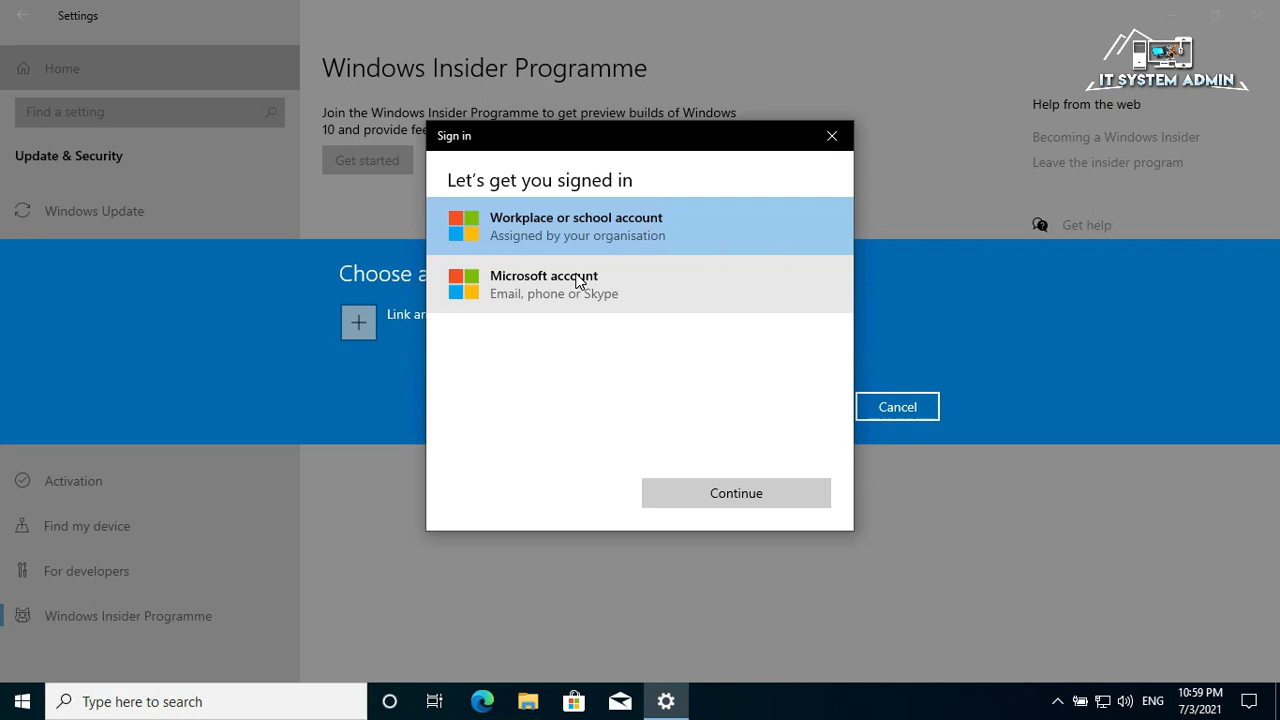 Settings
Home
Find a setting
Update & Security
Windows Update
Activation
Find my device
For developers
Windows Insider Programme
Windows Insider Programme
Join the Windows Insider Programme to get preview builds of Windows
10 and provide fee
Get started
IT SYSTEM ADMIN
Help from the web
Becoming a Windows Insider
Leave the insider program
Get help
Choose a
Link an
Cancel
Sign in
Let's get you signed in
Workplace or school account
Assigned by your organisation
Microsoft account
Email, phone or Skype
Continue
Type here to search
ENG
10:59 PM
7/3/2021